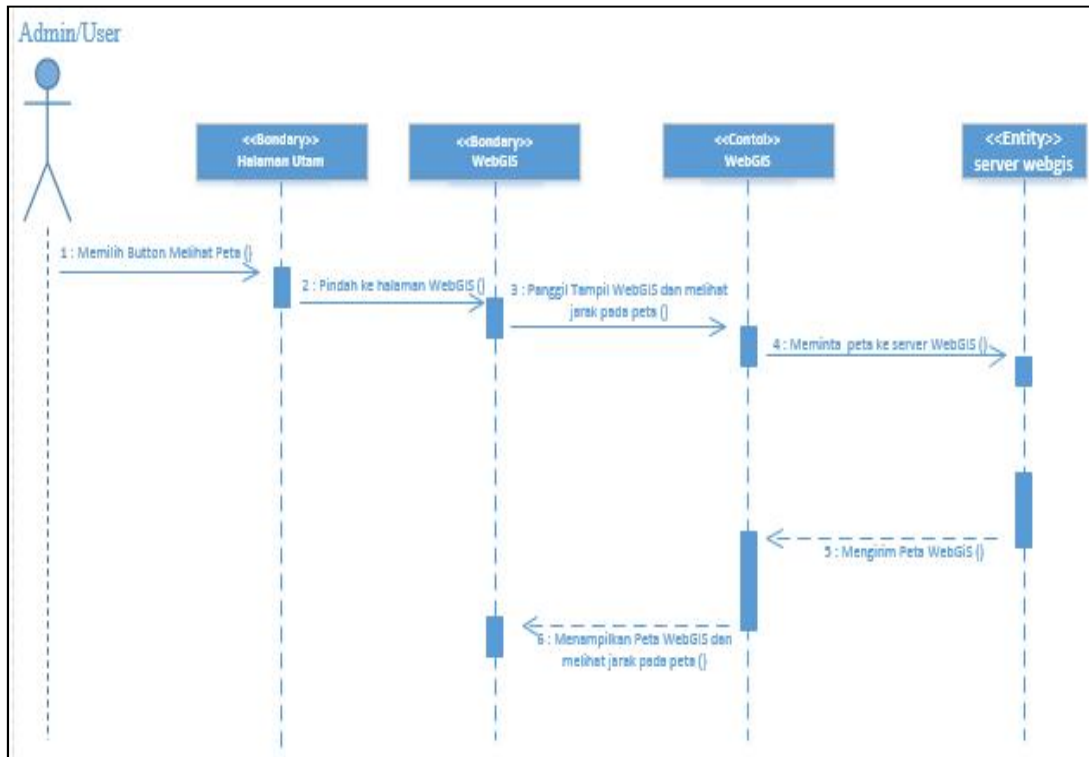 Admin/User
<<Bondary>>
Halaman Utam
<<Bondary>>
WebGIS
<<Contol>>
WebGIS
<<Entity>>
server webgis
1 : Memilih Button Melihat Peta ()
2 : Pindah ke halaman WebGIS ()
3 : Panggil Tampil WebGIS dan melihat
jarak pada peta ()
4 : Meminta peta ke server WebGIS ()
5 : Mengirim Peta WebGIS ()
6 : Menampilkan Peta WebGIS dan
melihat jarak pada peta ()